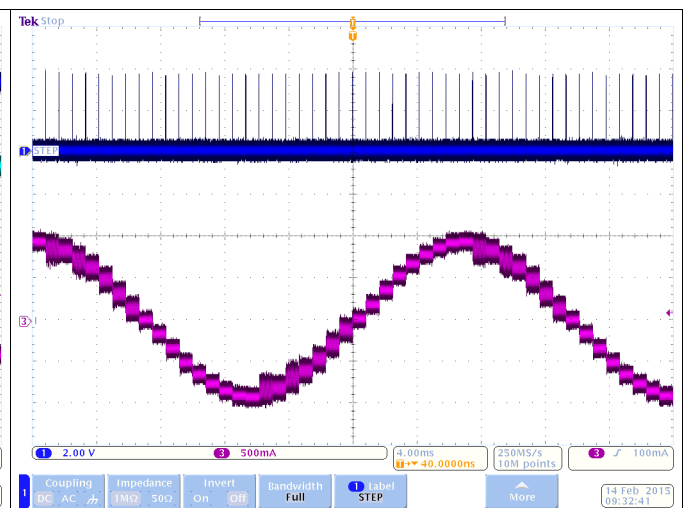 Tek Stop
T
T
1 STEP
3
1 2.00 V 3 500mA 4.00ms 250MS/s 3 100mA
T 40.0000ns 10M points
1 Coupling Impedance Invert Bandwidth 1 Label
DC AC 1MΩ 50Ω On Off Full STEP More
14 Feb 2015
09:32:41